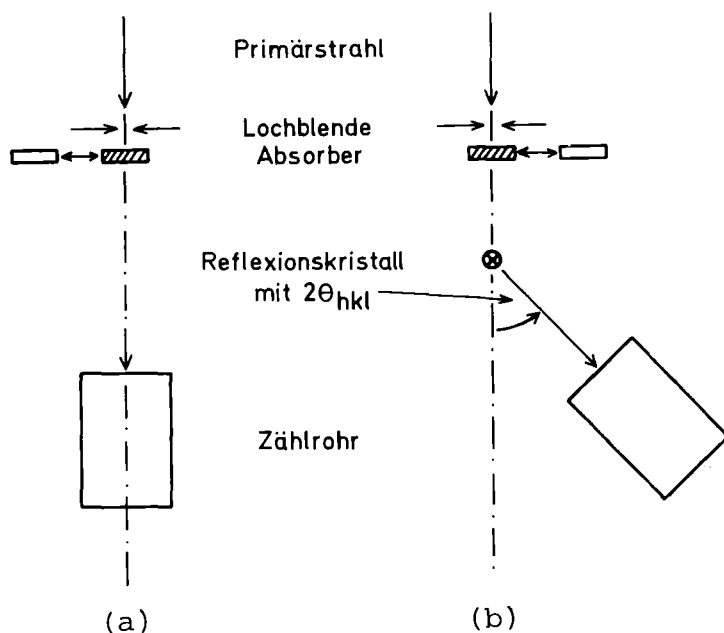 Primärstrahl
Lochblende
Absorber
Reflexionskristall
mit 2θhkl
Zählrohr
(a)
(b)